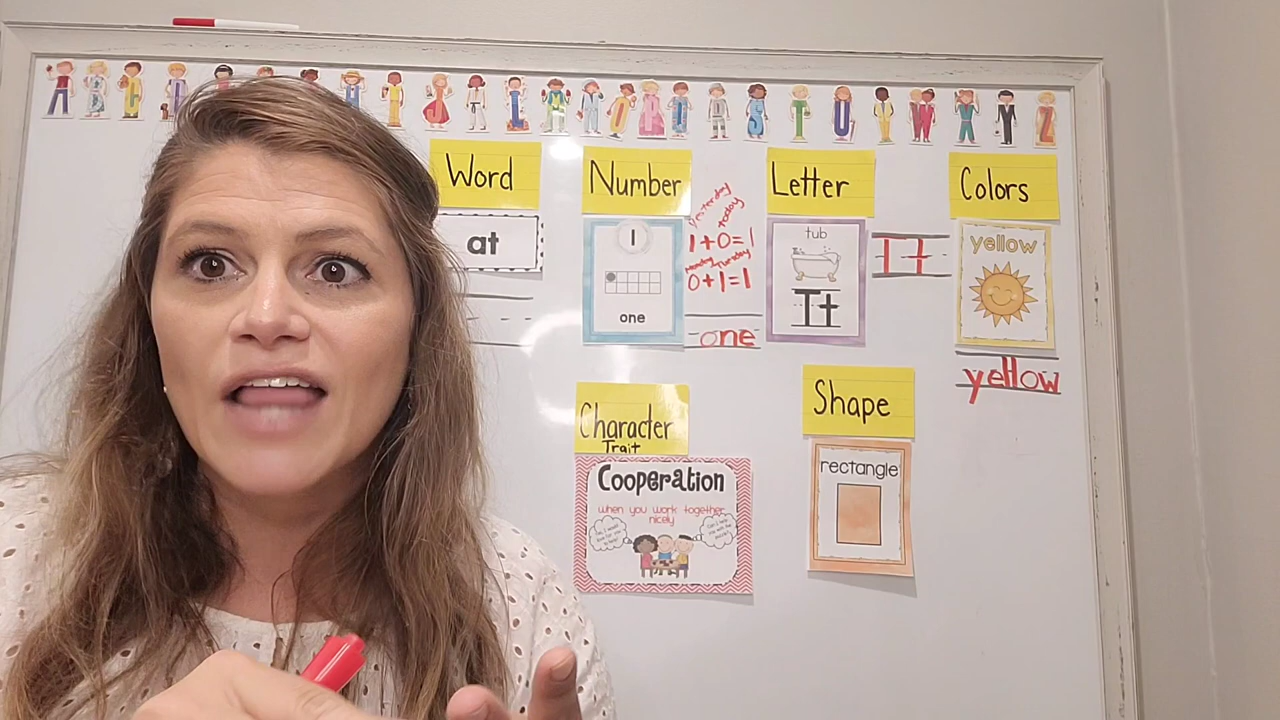 Word
Number
Letter
Colors
at
1
one
yesterday
today
1+0=1
Monday Tuesday
0+1=1
one
tub
Tt
Tt
yellow
yellow
Character
Trait
Cooperation
when you work together
nicely
Shape
rectangle